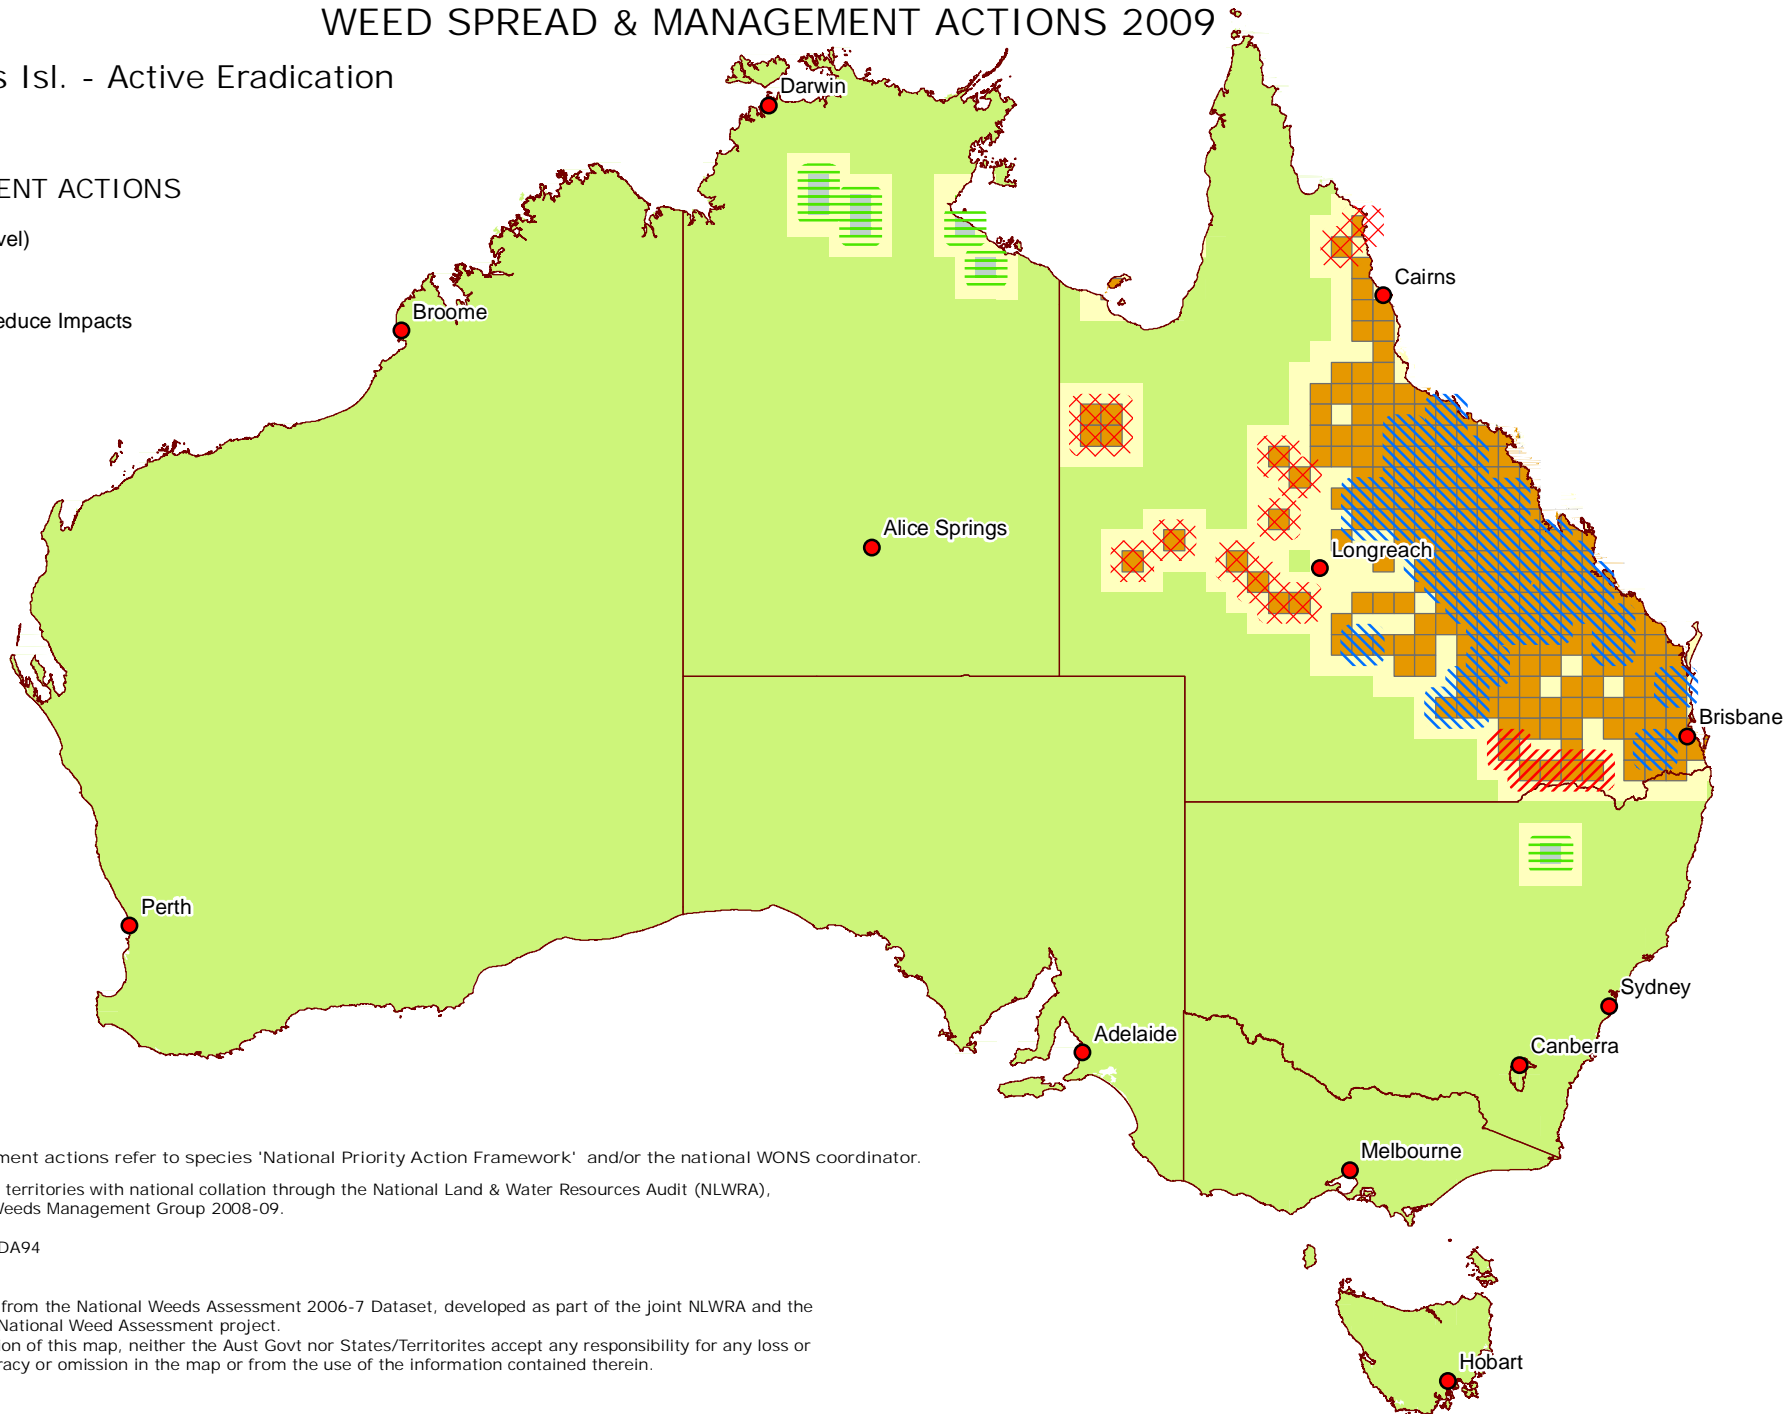 WEED SPREAD & MANAGEMENT ACTIONS 2009
s Isl. - Active Eradication
Darwin
ENT ACTIONS
vel)
Cairns
Broome
educe Impacts
Alice Springs
Longreach
Brisbane
Perth
Sydney
Adelaide
Canberra
Melbourne
ment actions refer to species 'National Priority Action Framework' and/or the national WONS coordinator.
territories with national collation through the National Land & Water Resources Audit (NLWRA),
Weeds Management Group 2008-09.
DA94
from the National Weeds Assessment 2006-7 Dataset, developed as part of the joint NLWRA and the
National Weed Assessment project.
ion of this map, neither the Aust Govt nor States/Territorites accept any responsibility for any loss or
racy or omission in the map or from the use of the information contained therein.
Hobart